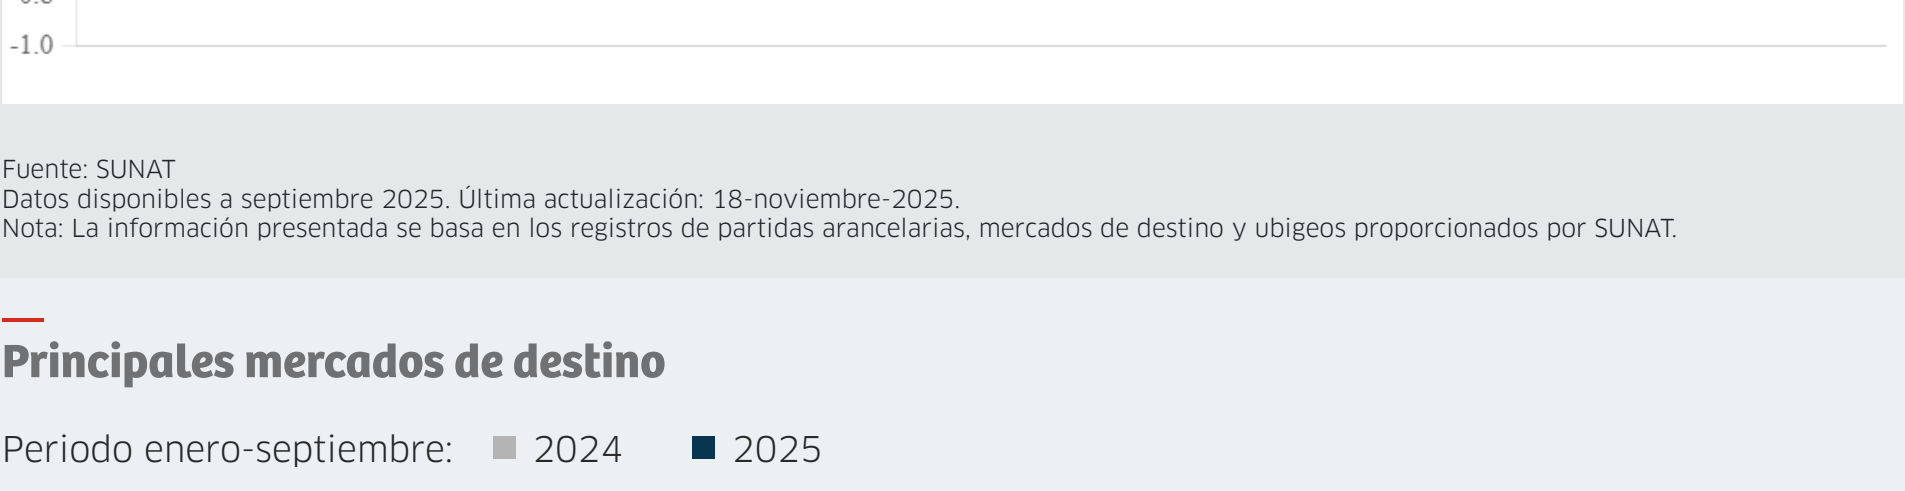 -1.0
Fuente: SUNAT
Datos disponibles a septiembre 2025. Última actualización: 18-noviembre-2025.
Nota: La información presentada se basa en los registros de partidas arancelarias, mercados de destino y ubigeos proporcionados por SUNAT.
Principales mercados de destino
Periodo enero-septiembre: 2024 2025